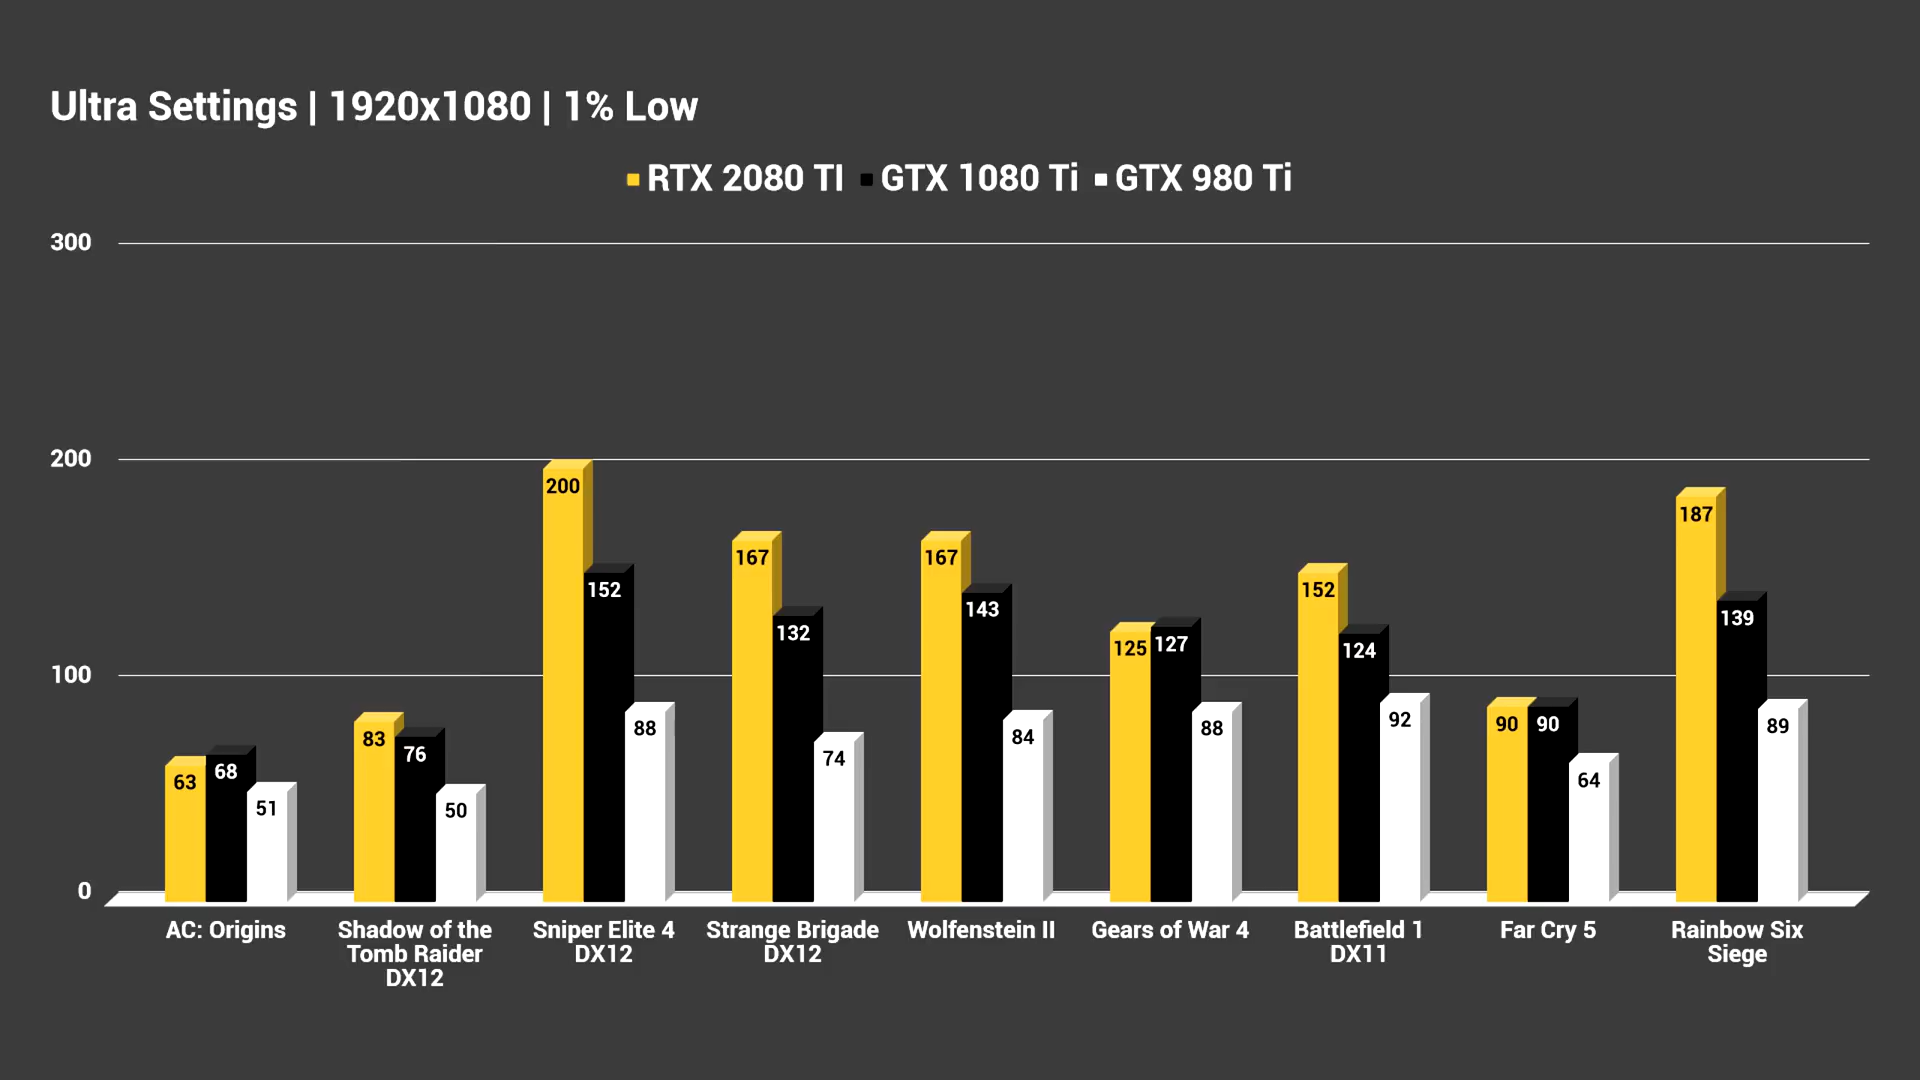 Ultra Settings | 1920x1080 | 1% Low
RTX 2080 TI GTX 1080 Ti GTX 980 Ti
300
200
100
0
63 68 51
83 76 50
200 152 88
167 132 74
167 143 84
125 127 88
152 124 92
90 90 64
187 139 89
AC: Origins
Shadow of the
Tomb Raider
DX12
Sniper Elite 4
DX12
Strange Brigade
DX12
Wolfenstein II
Gears of War 4
Battlefield 1
DX11
Far Cry 5
Rainbow Six
Siege